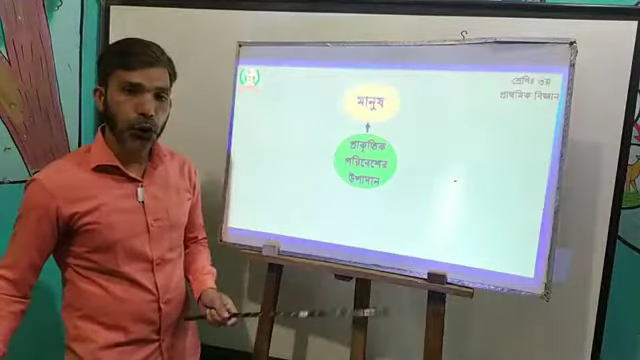 শ্রেণিঃ ৩য়
প্রাথমিক বিজ্ঞান
মানুষ
প্রাকৃতিক
পরিবেশের
উপাদান